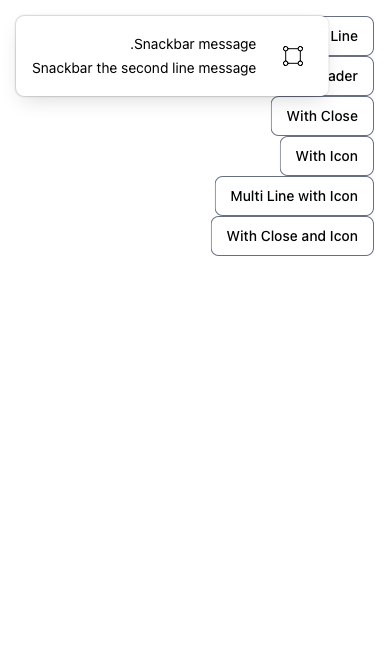 .Snackbar message
Snackbar the second line message
Line
ader
With Close
With Icon
Multi Line with Icon
With Close and Icon